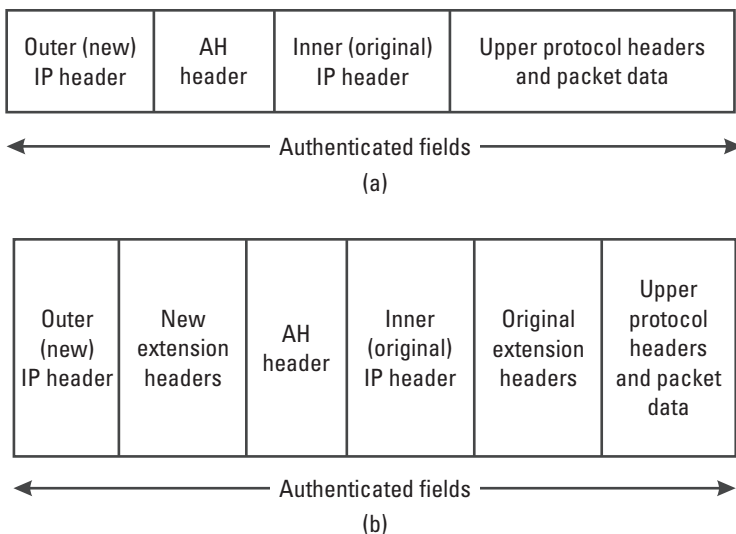 Outer (new)
IP header
AH
header
Inner (original)
IP header
Upper protocol headers
and packet data
Authenticated fields
(a)
Outer
(new)
IP header
New
extension
headers
AH
header
Inner
(original)
IP header
Original
extension
headers
Upper
protocol
headers
and packet
data
Authenticated fields
(b)